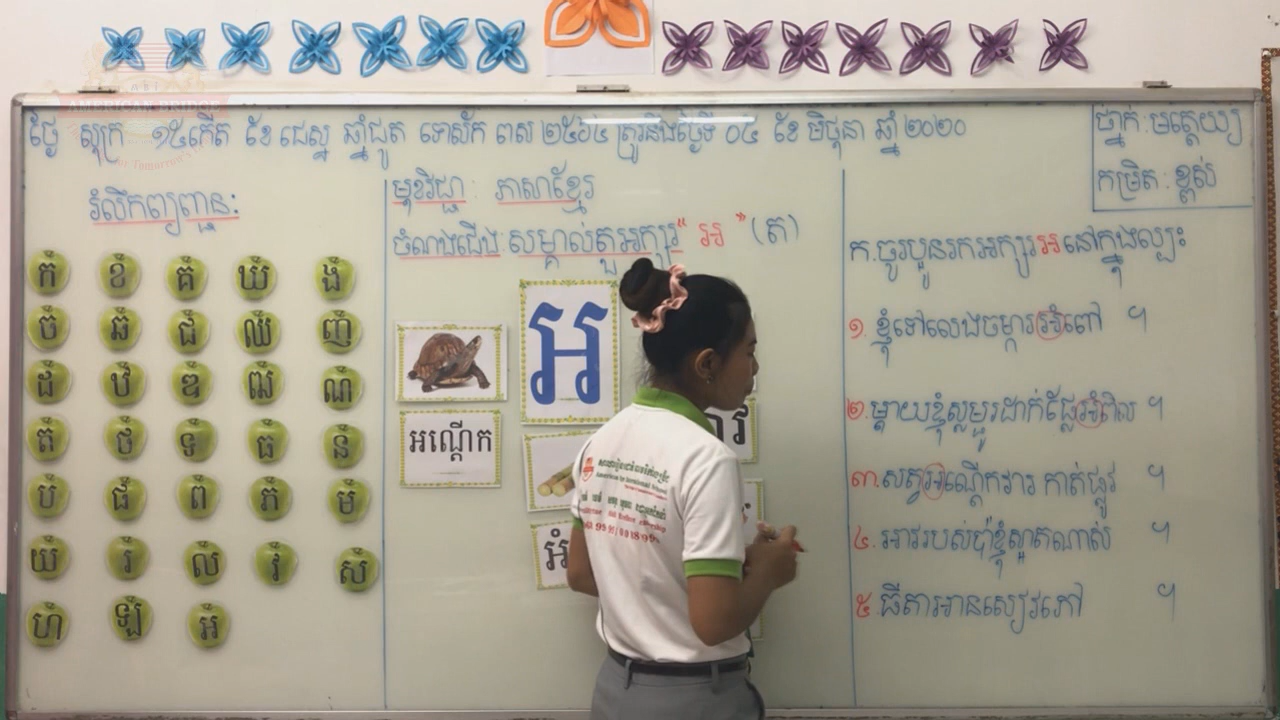 ថ្ងៃ សុក្រ ១៥កើត ខែ ជេស្ឋ ឆ្នាំជូត ទោស័ក ពស ២៥៦៤ ត្រូវនឹងថ្ងៃទី ០៥ ខែ មិថុនា ឆ្នាំ ២០២០
ថ្នាក់ : មត្តេយ្យ
កម្រិត : ខ្ពស់
រំលឹកព្យញ្ជនៈ
ក ខ គ ឃ ង
ច ឆ ជ ឈ ញ
ដ ឋ ឌ ឍ ណ
ត ថ ទ ធ ន
ប ផ ព ភ ម
យ រ ល វ ស
ហ ឡ អ
មុខវិជ្ជា : ភាសាខ្មែរ
ចំណងជើង សម្គាល់តួអក្សរ "អ" (ត)
អ
អណ្តើក
ក.ចូរប្អូនរកអក្សរ អ នៅក្នុងល្បះ
១. ខ្ញុំទៅលេងចម្ការអំពៅ ។
២. ម្តាយខ្ញុំស្លម្ជូរដាក់ផ្លែអំពិល ។
៣. សត្វអណ្តើកវារ កាត់ផ្លូវ ។
៤. អាវរបស់ប៉ាខ្ញុំស្អាតណាស់ ។
៥. ធីតាអានសៀវភៅ ។
AMERICAN BRIDGE